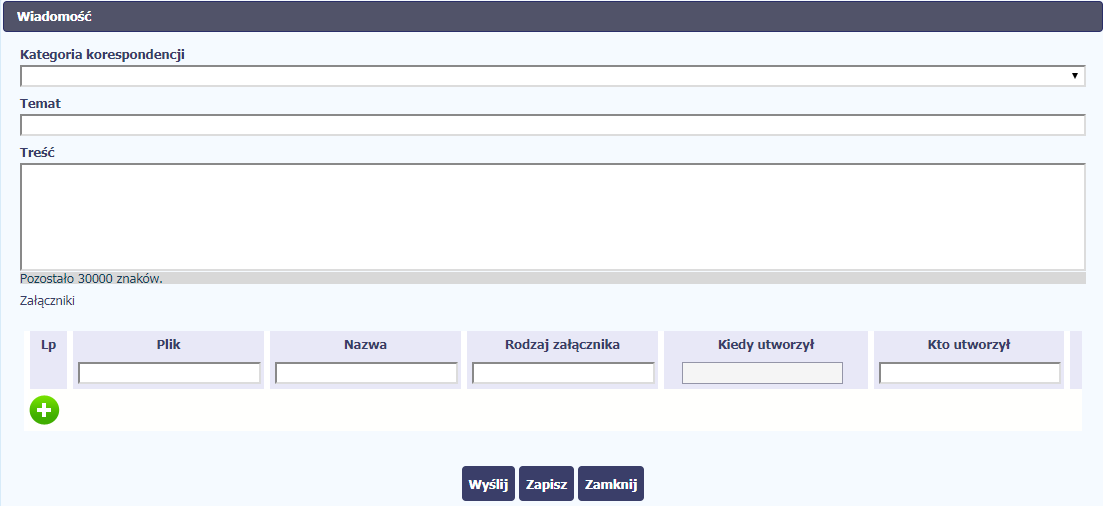 Wiadomość
Kategoria korespondencji
Temat
Treść
Pozostało 30000 znaków.
Załączniki
Lp Plik Nazwa Rodzaj załącznika Kiedy utworzył Kto utworzył
Wyślij Zapisz Zamknij